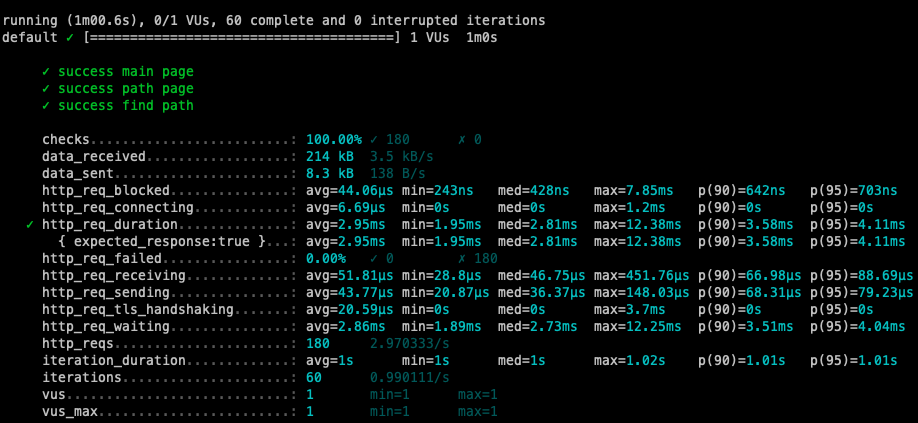 running (1m00.6s), 0/1 VUs, 60 complete and 0 interrupted iterations
default ✓ [======================================] 1 VUs  1m0s
✓ success main page
✓ success path page
✓ success find path
checks.........................: 100.00% ✓ 180      ✗ 0
data_received..................: 214 kB  3.5 kB/s
data_sent......................: 8.3 kB  138 B/s
http_req_blocked...............: avg=44.06µs min=243ns   med=428ns   max=7.85ms   p(90)=642ns   p(95)=703ns
http_req_connecting............: avg=6.69µs  min=0s      med=0s      max=1.2ms    p(90)=0s      p(95)=0s
✓ http_req_duration..............: avg=2.95ms  min=1.95ms  med=2.81ms  max=12.38ms  p(90)=3.58ms  p(95)=4.11ms
{ expected_response:true }...: avg=2.95ms  min=1.95ms  med=2.81ms  max=12.38ms  p(90)=3.58ms  p(95)=4.11ms
http_req_failed................: 0.00%   ✓ 0        ✗ 180
http_req_receiving.............: avg=51.81µs min=28.8µs  med=46.75µs max=451.76µs p(90)=66.98µs p(95)=88.69µs
http_req_sending...............: avg=43.77µs min=20.87µs med=36.37µs max=148.03µs p(90)=68.31µs p(95)=79.23µs
http_req_tls_handshaking.......: avg=20.59µs min=0s      med=0s      max=3.7ms    p(90)=0s      p(95)=0s
http_req_waiting...............: avg=2.86ms  min=1.89ms  med=2.73ms  max=12.25ms  p(90)=3.51ms  p(95)=4.04ms
http_reqs......................: 180     2.970333/s
iteration_duration.............: avg=1s      min=1s      med=1s      max=1.02s    p(90)=1.01s   p(95)=1.01s
iterations.....................: 60      0.990111/s
vus............................: 1       min=1      max=1
vus_max........................: 1       min=1      max=1